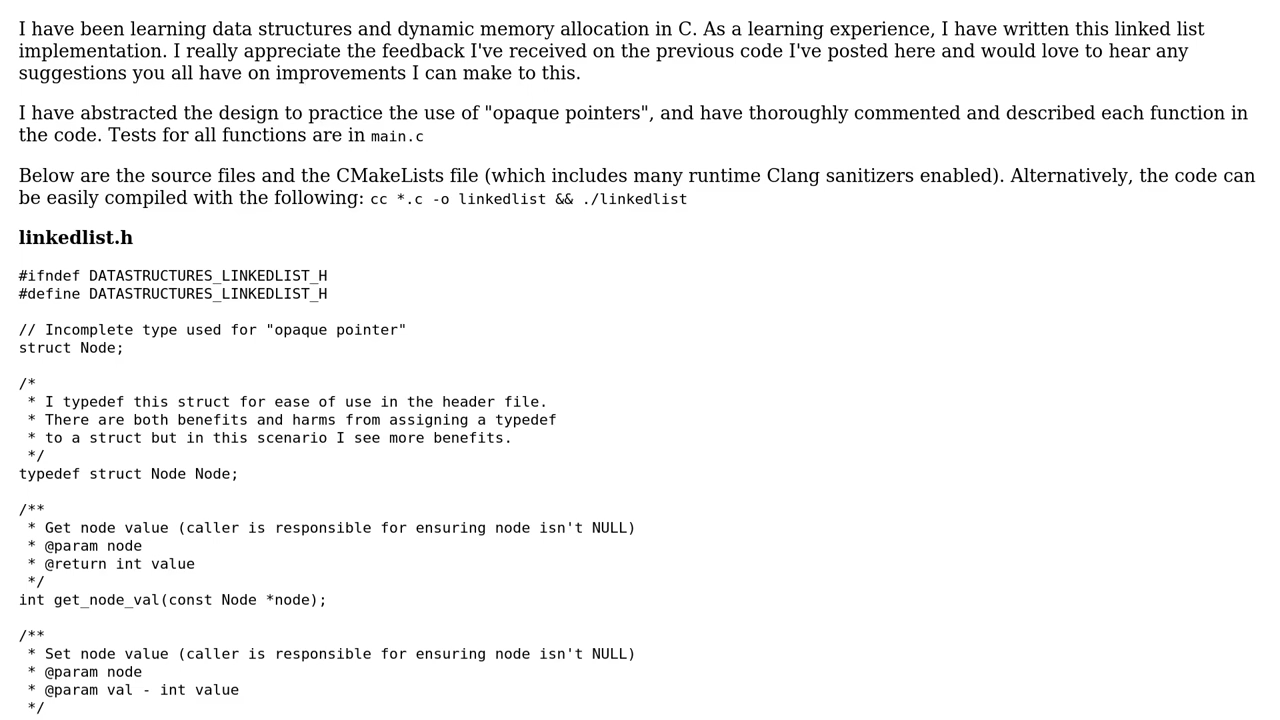 I have been learning data structures and dynamic memory allocation in C. As a learning experience, I have written this linked list
implementation. I really appreciate the feedback I've received on the previous code I've posted here and would love to hear any
suggestions you all have on improvements I can make to this.
I have abstracted the design to practice the use of "opaque pointers", and have thoroughly commented and described each function in
the code. Tests for all functions are in main.c
Below are the source files and the CMakeLists file (which includes many runtime Clang sanitizers enabled). Alternatively, the code can
be easily compiled with the following: cc *.c -o linkedlist && ./linkedlist
linkedlist.h
#ifndef DATASTRUCTURES_LINKEDLIST_H
#define DATASTRUCTURES_LINKEDLIST_H
// Incomplete type used for "opaque pointer"
struct Node;
/*
 * I typedef this struct for ease of use in the header file.
 * There are both benefits and harms from assigning a typedef
 * to a struct but in this scenario I see more benefits.
 */
typedef struct Node Node;
/**
 * Get node value (caller is responsible for ensuring node isn't NULL)
 * @param node
 * @return int value
 */
int get_node_val(const Node *node);
/**
 * Set node value (caller is responsible for ensuring node isn't NULL)
 * @param node
 * @param val - int value
 */